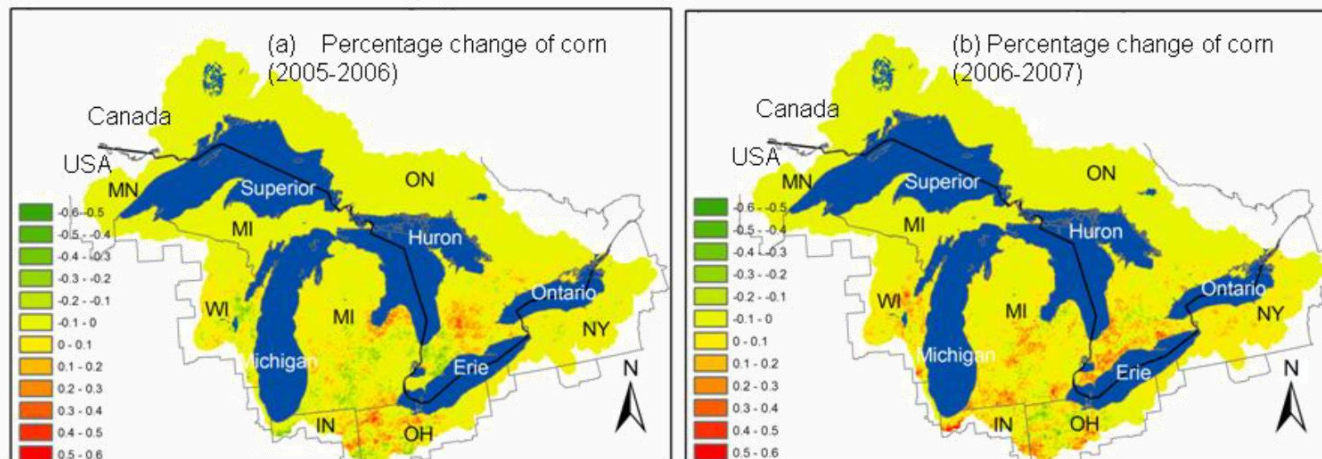 (a) Percentage change of corn
(2005-2006)
Canada
USA
MN
Superior
ON
MI
Huron
WI
MI
Michigan
Ontario
NY
Erie
IN
OH
N
-0.6--0.5
-0.5 - 0.4
-0.4 - 0.3
-0.3 - 0.2
-0.2 - 0.1
-0.1 - 0
0 - 0.1
0.1 - 0.2
0.2 - 0.3
0.3 - 0.4
0.4 - 0.5
0.5 - 0.6
(b) Percentage change of corn
(2006-2007)
Canada
USA
MN
Superior
ON
MI
Huron
WI
MI
Michigan
Ontario
NY
Erie
IN
OH
N
-0.6 - -0.5
-0.5 - 0.4
-0.4 - 0.3
-0.3 - 0.2
-0.2 - 0.1
-0.1 - 0
0 - 0.1
0.1 - 0.2
0.2 - 0.3
0.3 - 0.4
0.4 - 0.5
0.5 - 0.6